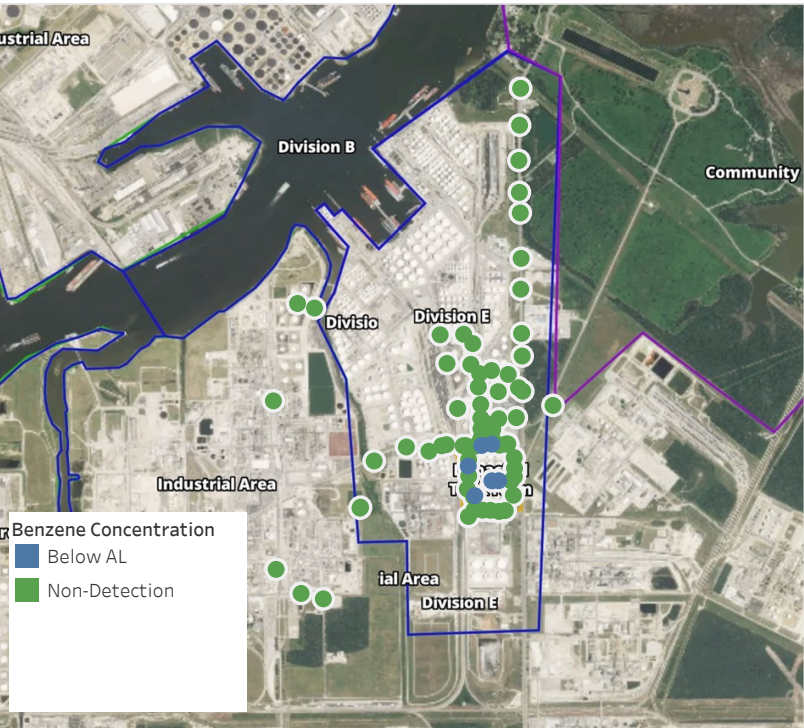 ustrial Area
Division B
Community
Divisio
Division E
Industrial Area
Benzene Concentration
Below AL
Non-Detection
ial Area
Division E